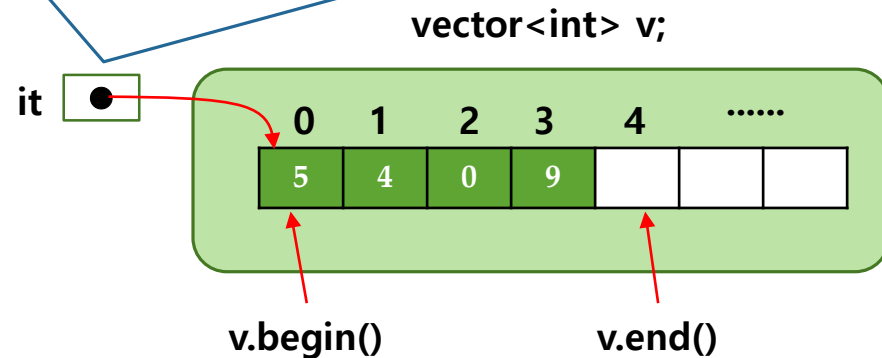 vector<int> v;
it
0 1 2 3 4 ......
5 4 0 9
v.begin() v.end()